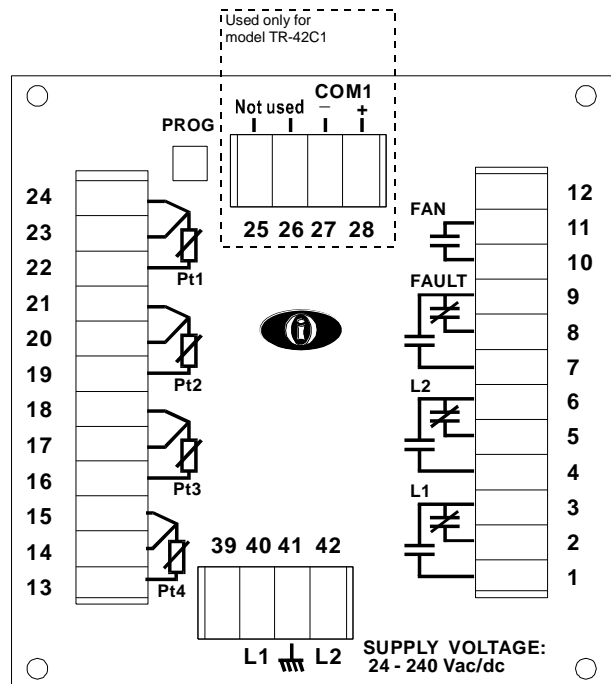 Used only for
model TR-42C1
COM1
Not used - +
PROG
25 26 27 28
24
23
22
Pt1
21
20
19
Pt2
18
17
16
Pt3
15
14
13
Pt4
12
FAN
11
10
FAULT
9
8
7
L2
6
5
4
L1
3
2
1
39 40 41 42
L1 L2
SUPPLY VOLTAGE:
24 - 240 Vac/dc